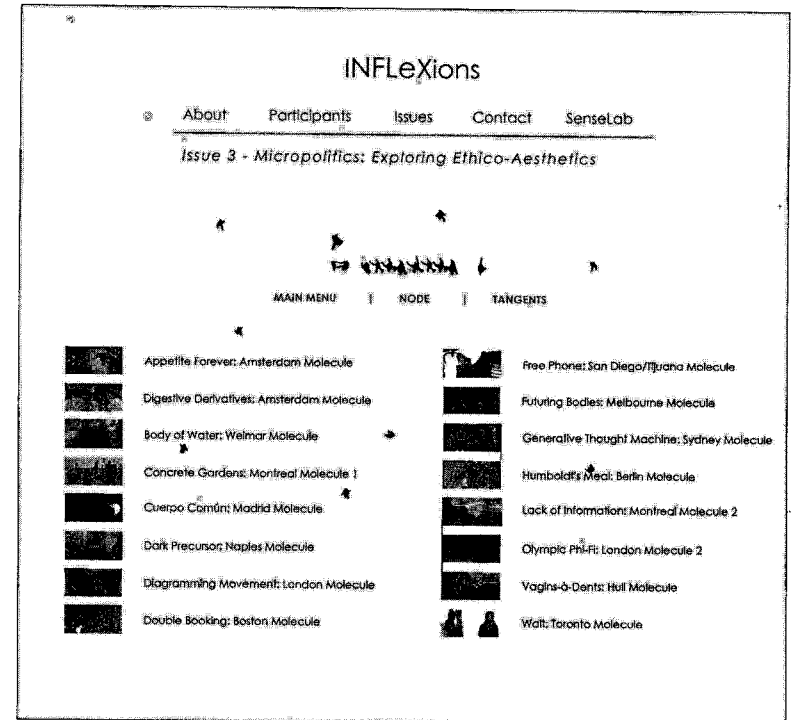 INFLeXions
About Participants Issues Contact SenseLab
Issue 3 - Micropolitics: Exploring Ethico-Aesthetics
MAIN MENU | NODE | TANGENTS
Appetite Forever: Amsterdam Molecule
Digestive Derivatives: Amsterdam Molecule
Body of Water: Weimar Molecule
Concrete Gardens: Montreal Molecule 1
Cuerpo Común: Madrid Molecule
Dark Precursor: Naples Molecule
Diagramming Movement: London Molecule
Double Booking: Boston Molecule
Free Phone: San Diego/Tijuana Molecule
Futuring Bodies: Melbourne Molecule
Generative Thought Machine: Sydney Molecule
Humboldt's Meal: Berlin Molecule
Lack of Information: Montreal Molecule 2
Olympic Phi-Fi: London Molecule 2
Vagins-à-Dents: Hull Molecule
Wait: Toronto Molecule